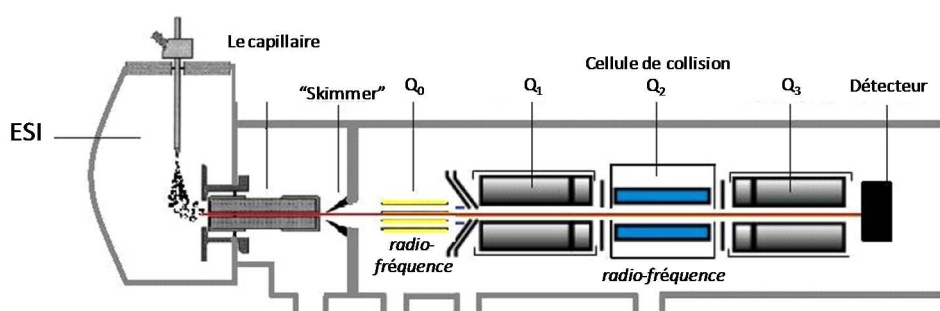 Le capillaire
Cellule de collision
"Skimmer"
Q0
Q1
Q2
Q3
Détecteur
ESI
radio-
fréquence
radio-fréquence